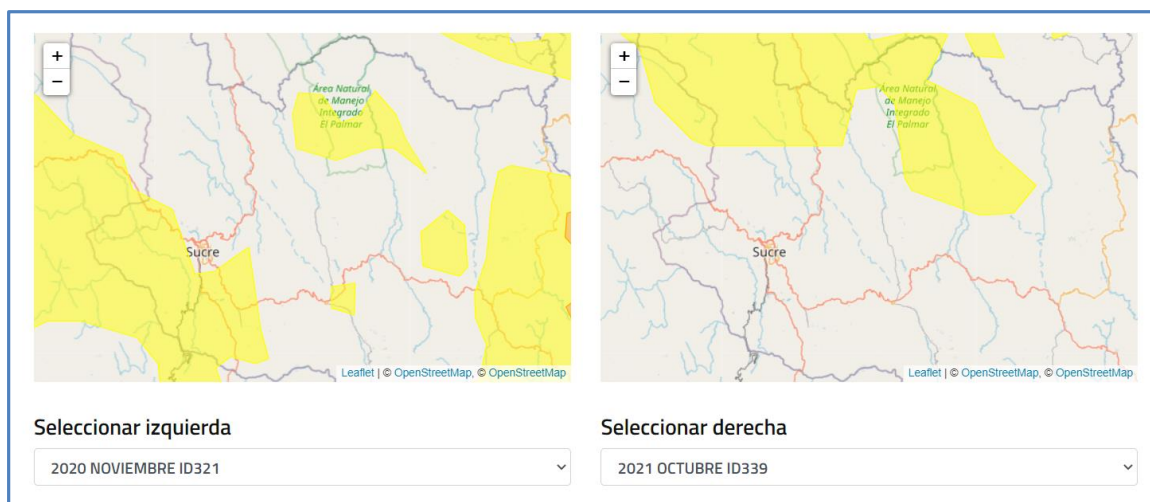 +
−
Área Natural
de Manejo
Integrado
El Palmar
Sucre
Leaflet | © OpenStreetMap, © OpenStreetMap
+
−
Área Natural
de Manejo
Integrado
El Palmar
Sucre
Leaflet | © OpenStreetMap, © OpenStreetMap
Seleccionar izquierda
2020 NOVIEMBRE ID321
Seleccionar derecha
2021 OCTUBRE ID339